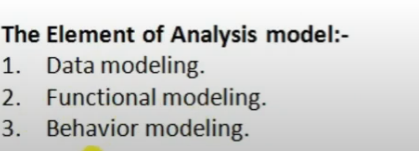 The Element of Analysis model:-
1. Data modeling.
2. Functional modeling.
3. Behavior modeling.